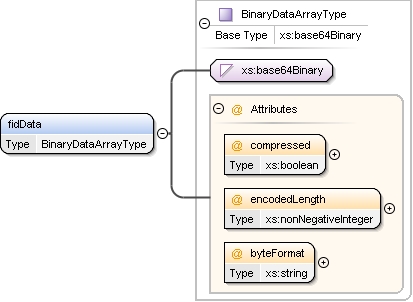 BinaryDataArrayType
Base Type xs:base64Binary
xs:base64Binary
fidData
Type BinaryDataArrayType
@ Attributes
@ compressed
Type xs:boolean
@ encodedLength
Type xs:nonNegativeInteger
@ byteFormat
Type xs:string